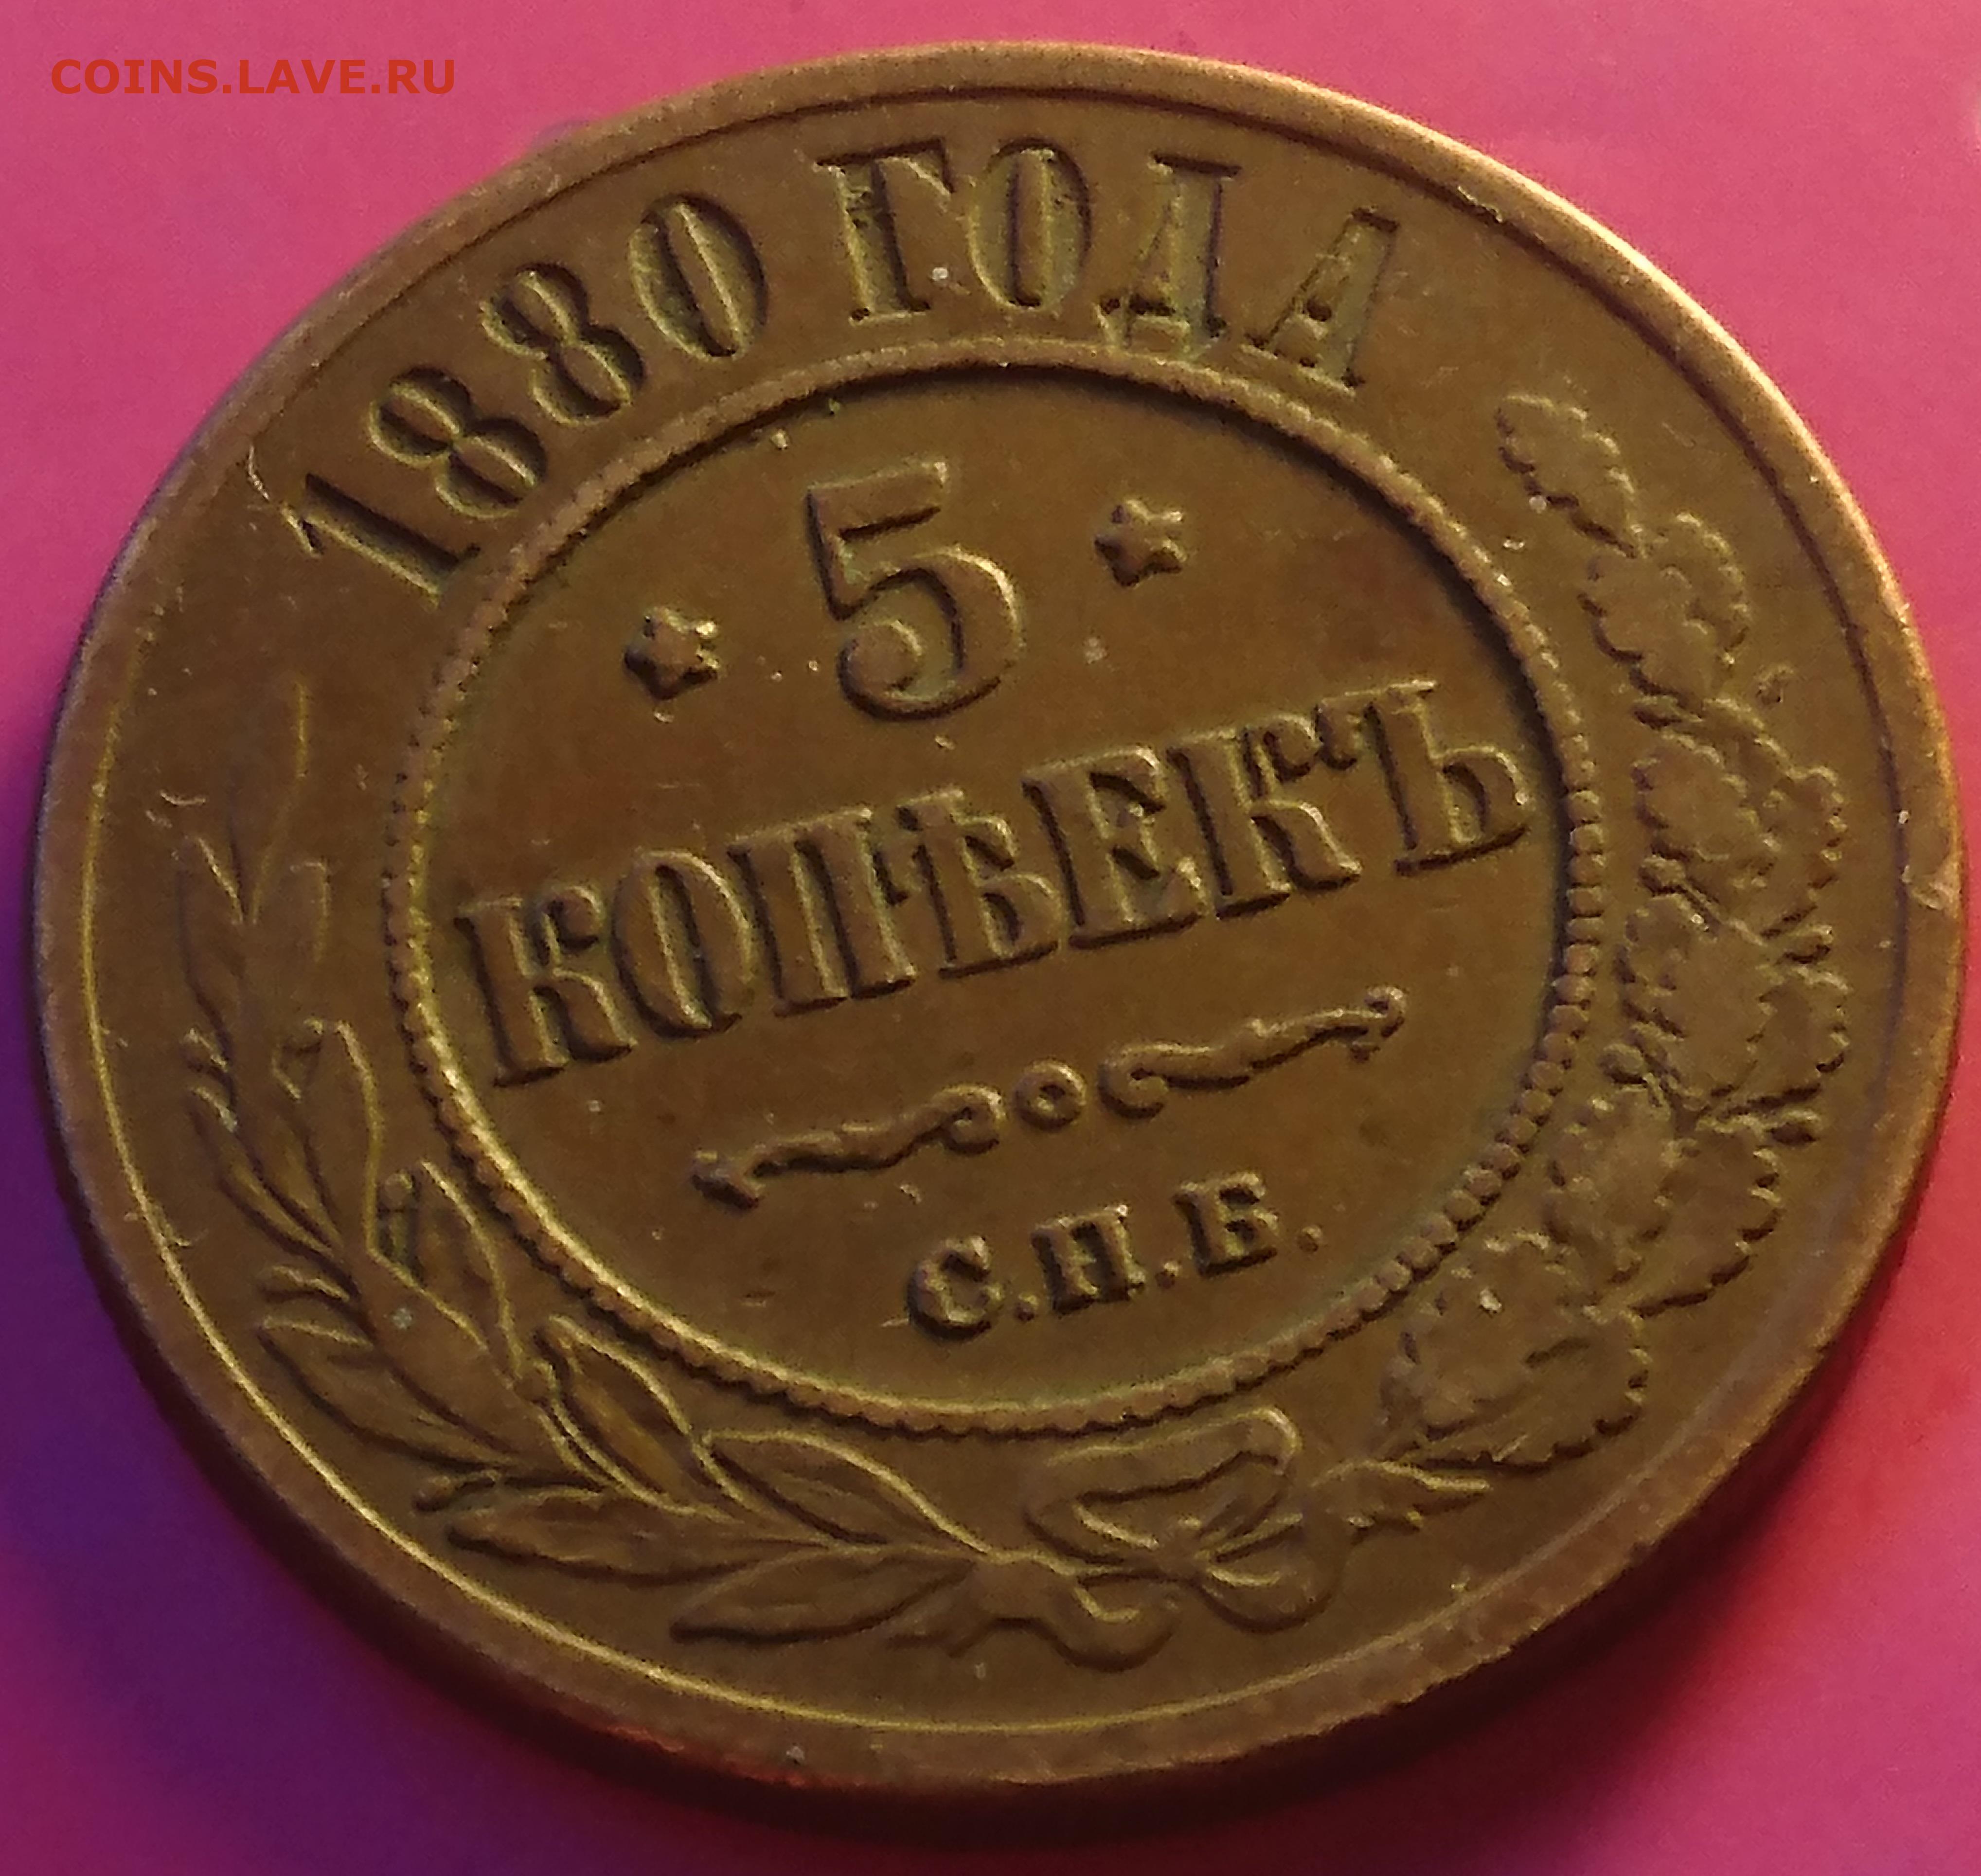 COINS.LAVE.RU
1880 ГОДА
* 5 *
КОПѢЕКЪ
С.П.Б.